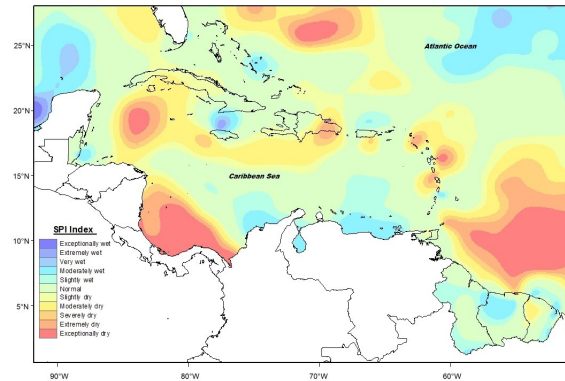 25°N
Atlantic Ocean
20°N
15°N
Caribbean Sea
SPI Index
10°N
Exceptionally wet
Extremely wet
Very wet
Moderately wet
Slightly wet
Normal
Slightly dry
Moderately dry
Severely dry
Extremely dry
Exceptionally dry
5°N
90°W
80°W
70°W
60°W